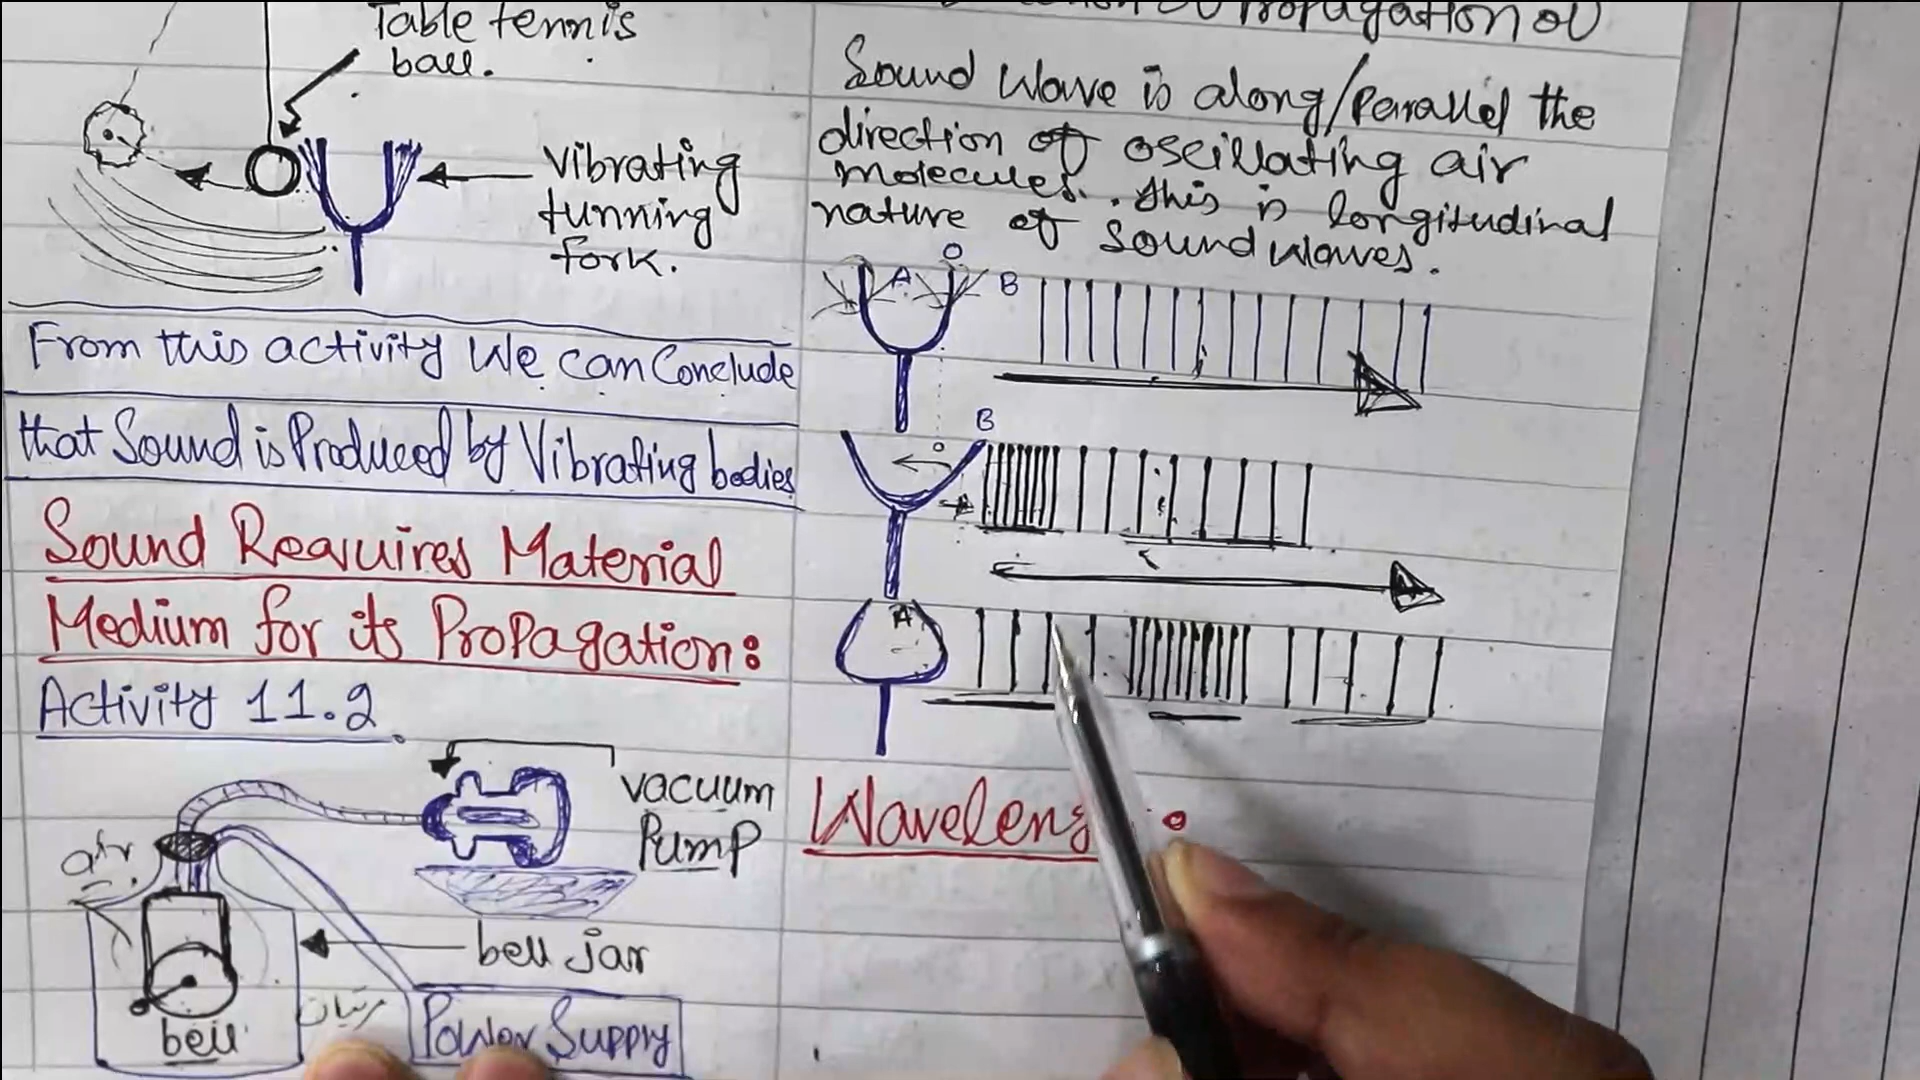 Table tennis
ball.
vibrating
tunning
fork.
From this activity We can Conclude
that Sound is Produced by Vibrating bodies
Sound Requires Material
Medium for its Propagation:
Activity 11.2
vacuum
Pump
air
bell jar
مرتبان
bell
Power Supply
Propagation of
Sound Wave is along/Parallel the
direction of oscillating air
molecules. This is longitudinal
nature of Sound waves.
A
O
B
B
O
A